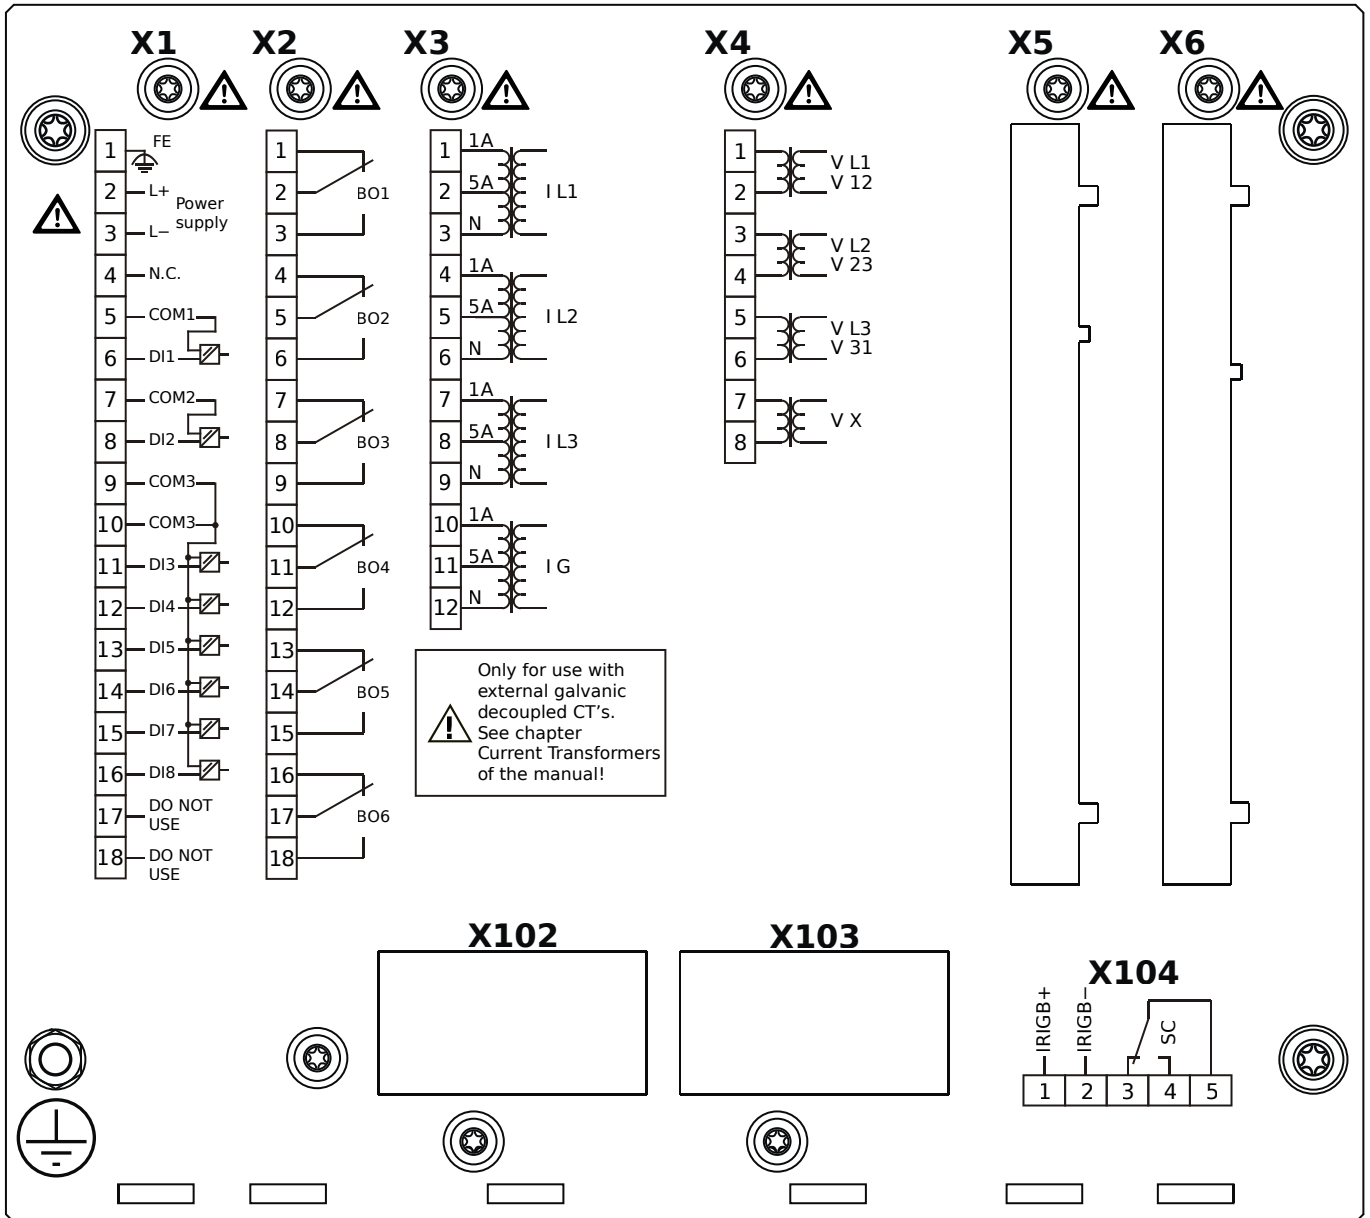 X1
X2
X3
X4
X5
X6
1 FE
2 L+
Power
supply
3 L−
4 N.C.
5 COM1
6 DI1
7 COM2
8 DI2
9 COM3
10 COM3
11 DI3
12 DI4
13 DI5
14 DI6
15 DI7
16 DI8
17 DO NOT
USE
18 DO NOT
USE
1
2 BO1
3
4
5 BO2
6
7
8 BO3
9
10
11 BO4
12
13
14 BO5
15
16
17 BO6
18
1 1A
2 5A I L1
3 N
4 1A
5 5A I L2
6 N
7 1A
8 5A I L3
9 N
10 1A
11 5A I G
12 N
Only for use with
external galvanic
decoupled CT's.
See chapter
Current Transformers
of the manual!
1 V L1
2 V 12
3 V L2
4 V 23
5 V L3
6 V 31
7
V X
8
X102
X103
X104
IRIGB+
IRIGB−
SC
1 2 3 4 5